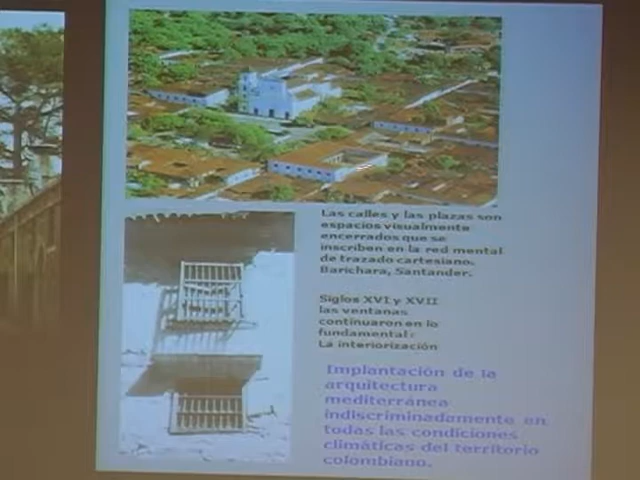 Las calles y las plazas son
espacios visualmente
encerrados que se
inscriben en la red mental
de trazado cartesiano.
Barichara, Santander.
Siglos XVI y XVII
las ventanas
continuaron en lo
fundamental:
La interiorización
Implantación de la
arquitectura
mediterránea
indiscriminadamente en
todas las condiciones
climáticas del territorio
colombiano.